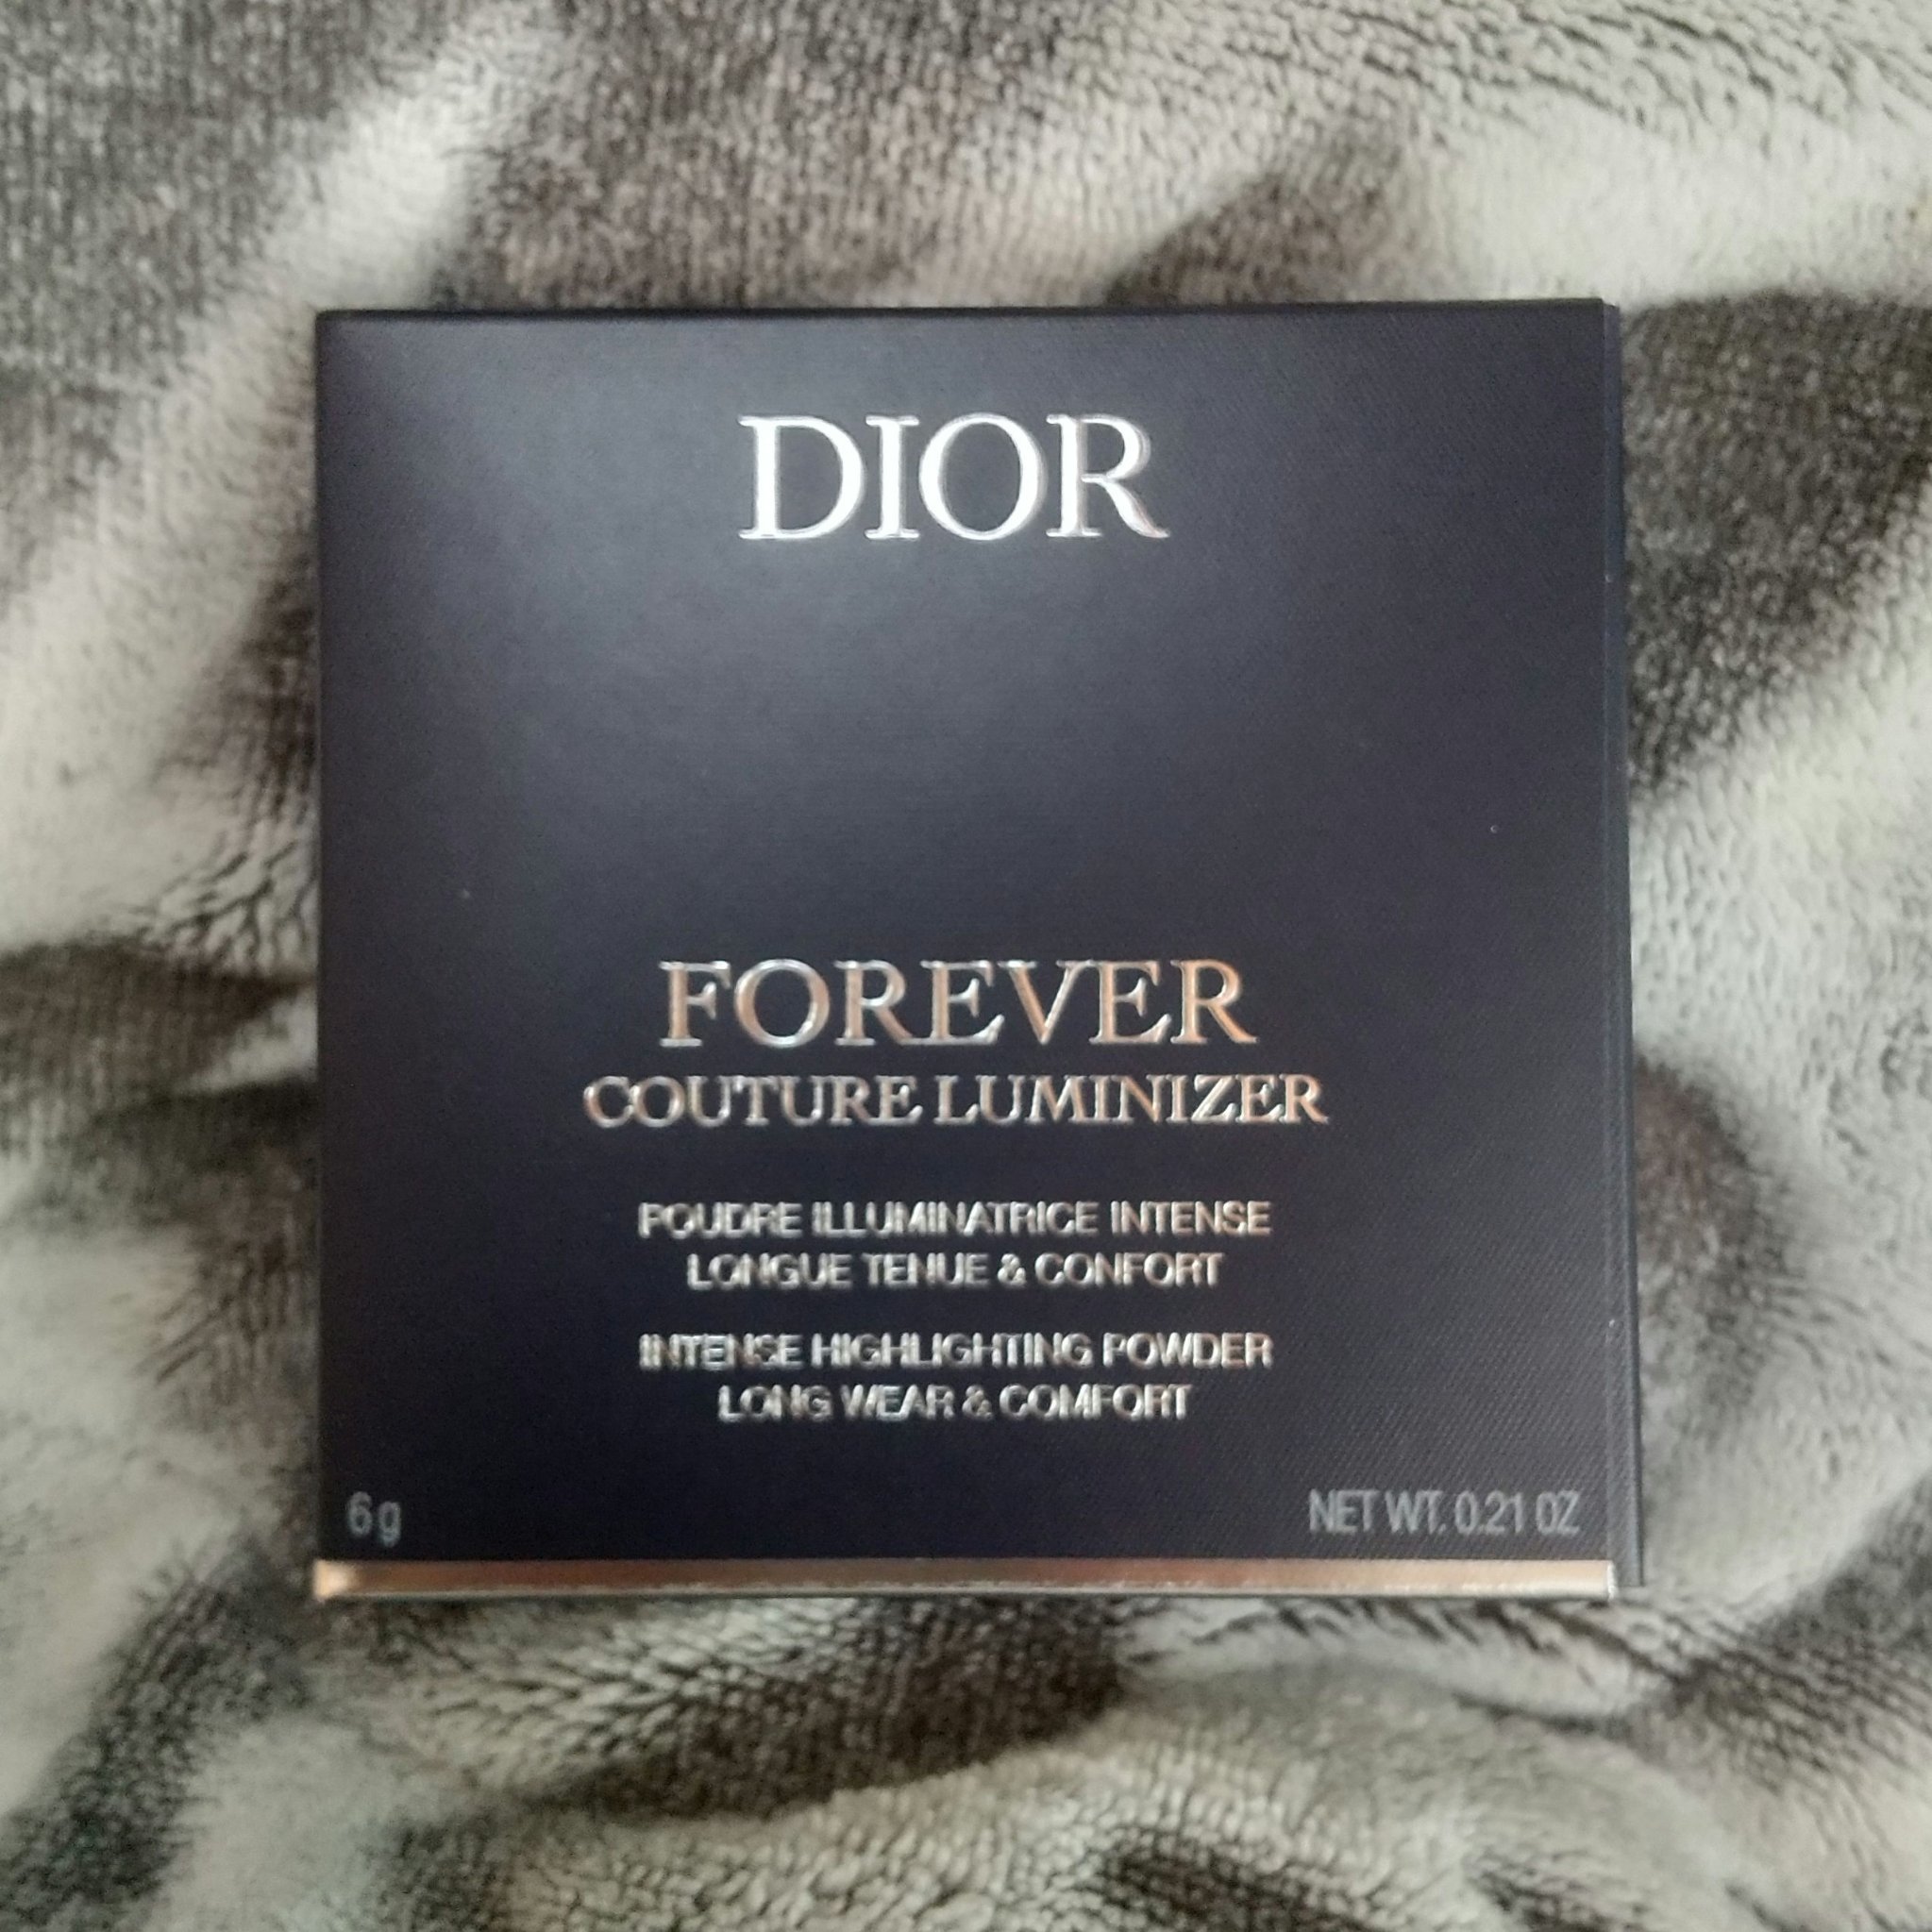 DIOR
FOREVER
COUTURE LUMINIZER
POUDRE ILLUMINATRICE INTENSE
LONGUE TENUE & CONFORT
INTENSE HIGHLIGHTING POWDER
LONG WEAR & COMFORT
6 g
NET WT. 0.21 OZ